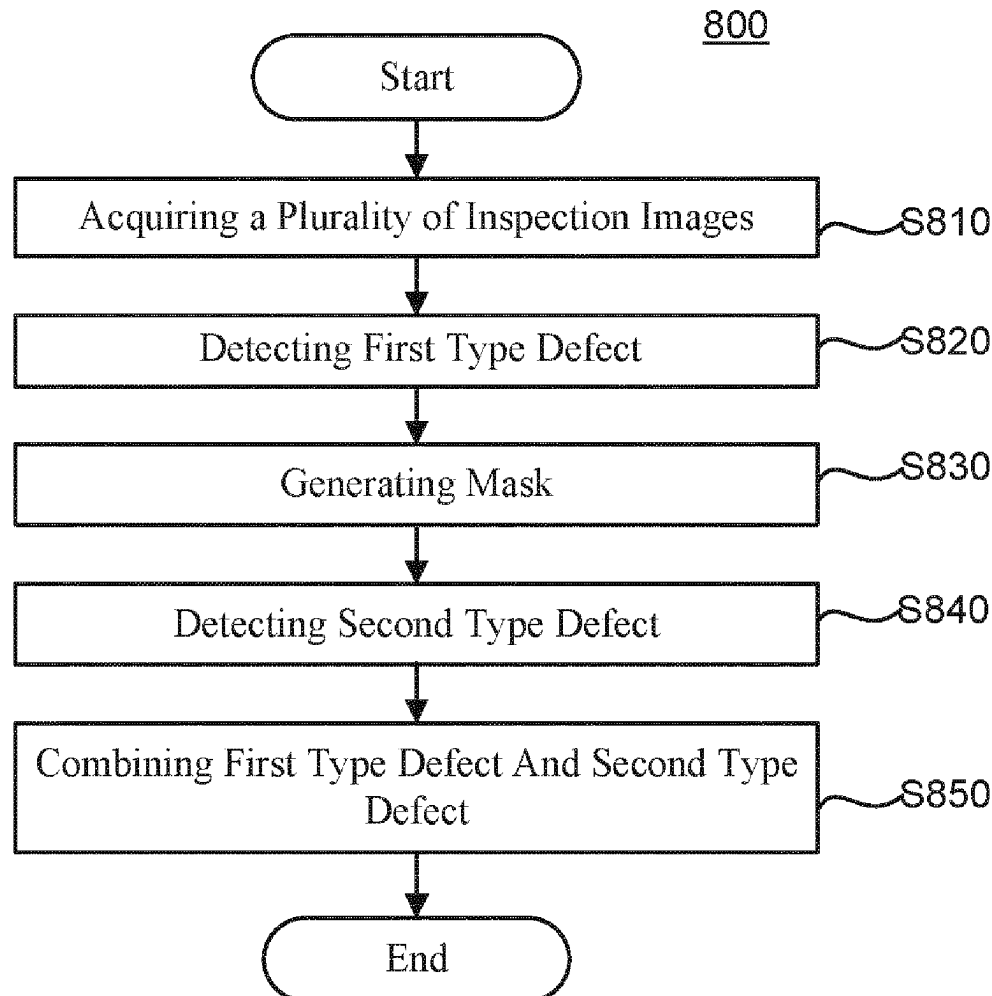 800
Start
Acquiring a Plurality of Inspection Images
S810
Detecting First Type Defect
S820
Generating Mask
S830
Detecting Second Type Defect
S840
Combining First Type Defect And Second Type
Defect
S850
End